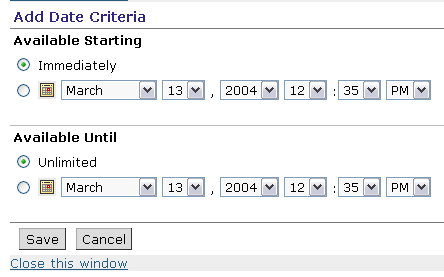 Add Date Criteria
Available Starting
Immediately
March 13 , 2004 12 : 35 PM
Available Until
Unlimited
March 13 , 2004 12 : 35 PM
Save Cancel
Close this window